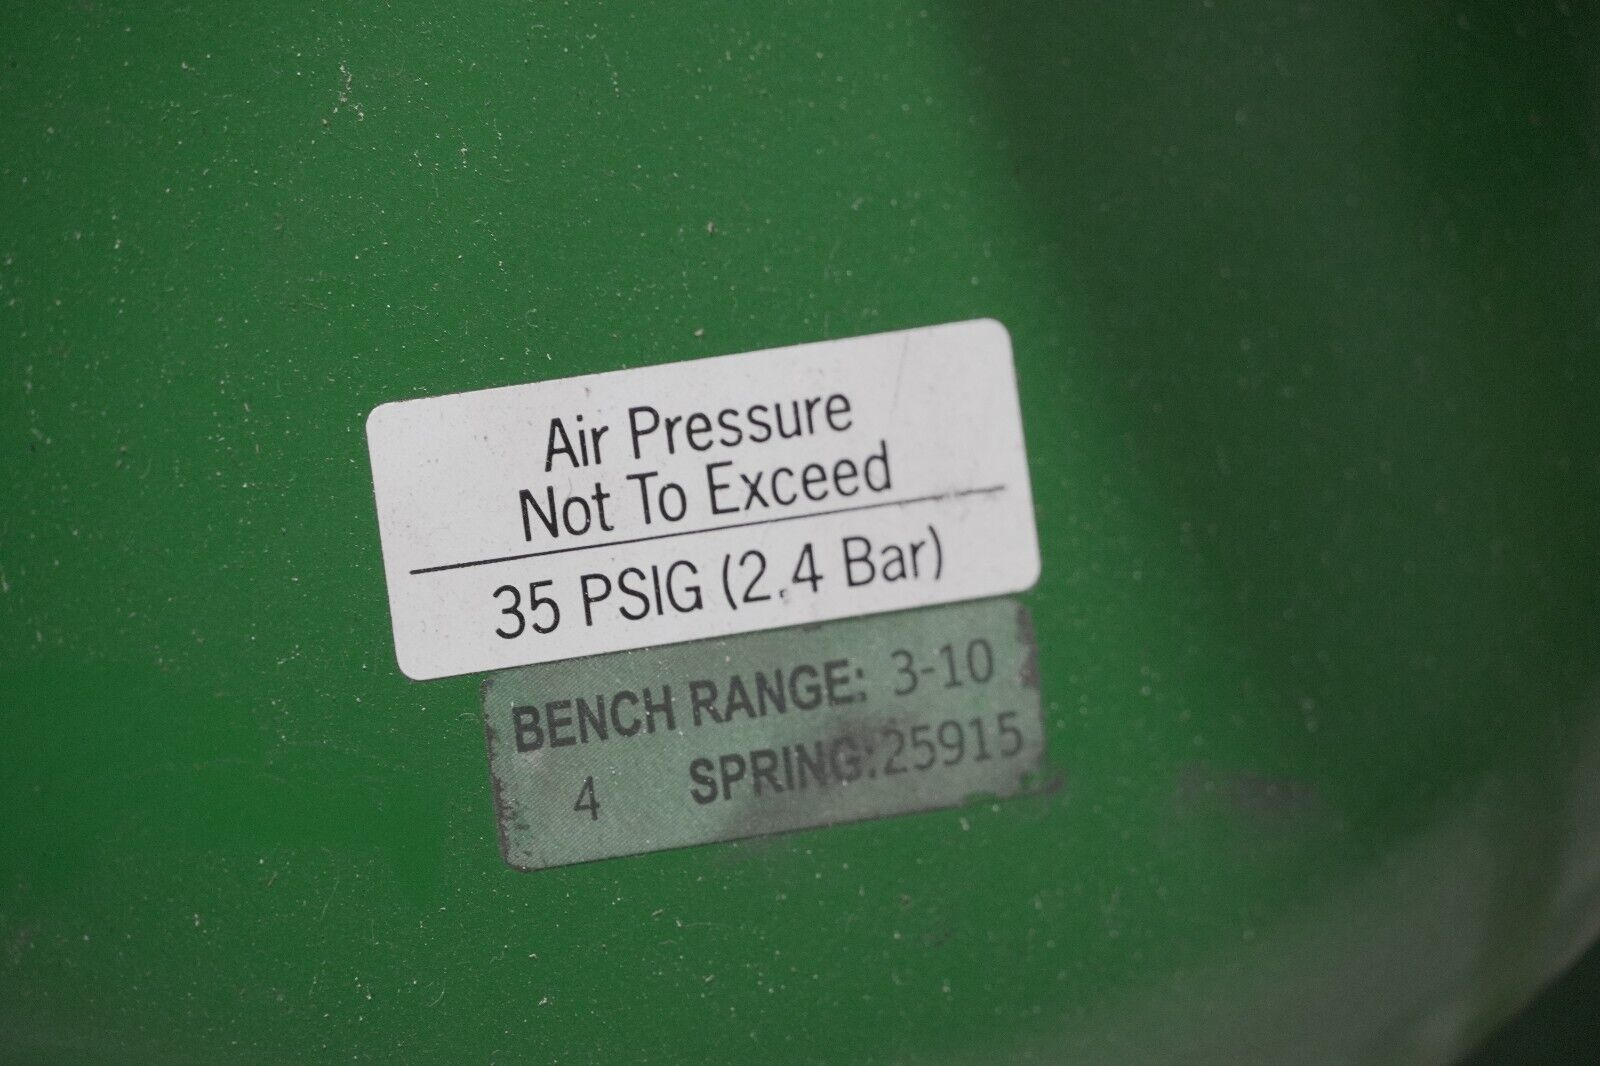 Air Pressure
Not To Exceed
35 PSIG (2.4 Bar)
BENCH RANGE: 3-10
4 SPRING:25915